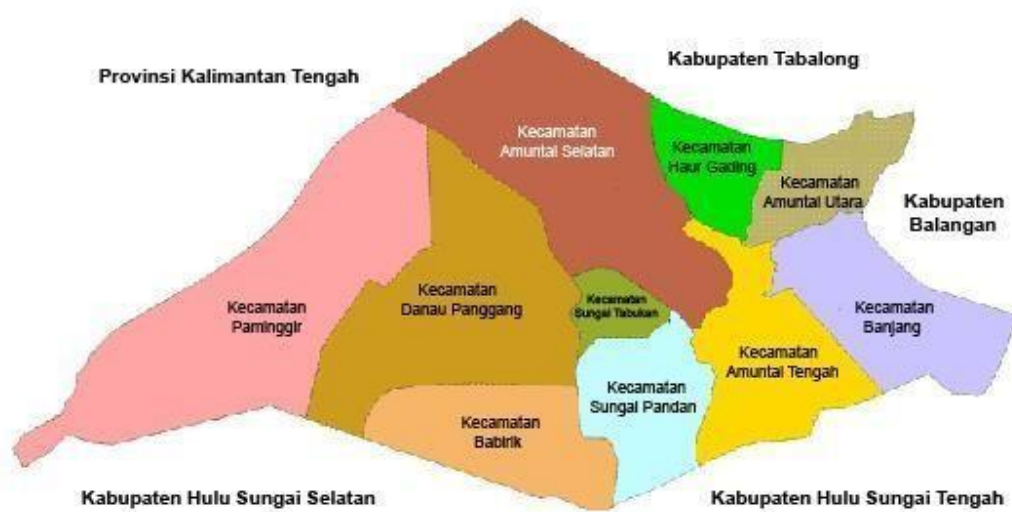 Provinsi Kalimantan Tengah
Kabupaten Tabalong
Kecamatan
Amuntai Selatan
Kecamatan
Haur Gading
Kecamatan
Amuntai Utara
Kabupaten
Balangan
Kecamatan
Paminggir
Kecamatan
Danau Panggang
Kecamatan
Sungai Tabukan
Kecamatan
Banjang
Kecamatan
Amuntai Tengah
Kecamatan
Sungai Pandan
Kecamatan
Babirik
Kabupaten Hulu Sungai Selatan
Kabupaten Hulu Sungai Tengah